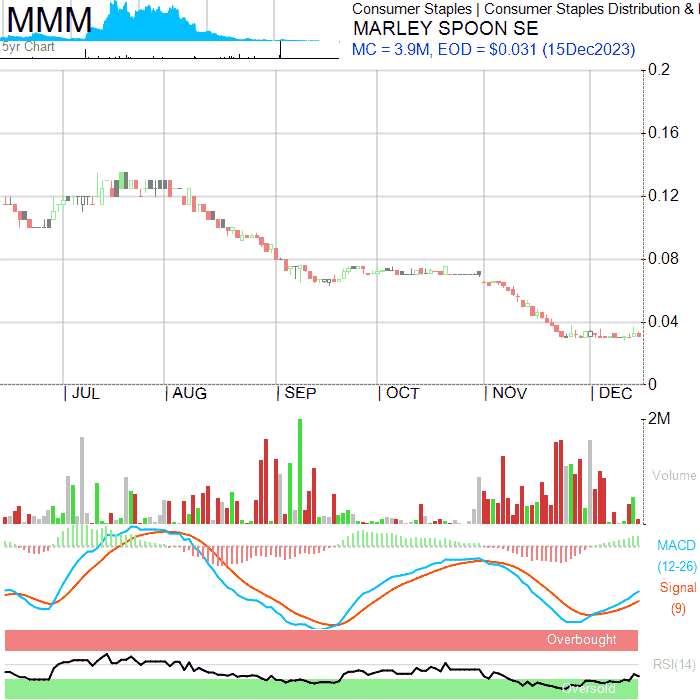 MMM
5yr Chart
Consumer Staples | Consumer Staples Distribution &
MARLEY SPOON SE
MC = 3.9M, EOD = $0.031 (15Dec2023)
0.2
0.16
0.12
0.08
0.04
0
JUL AUG SEP OCT NOV DEC
2M
Volume
MACD
(12-26)
Signal
(9)
Overbought
RSI(14)
Oversold